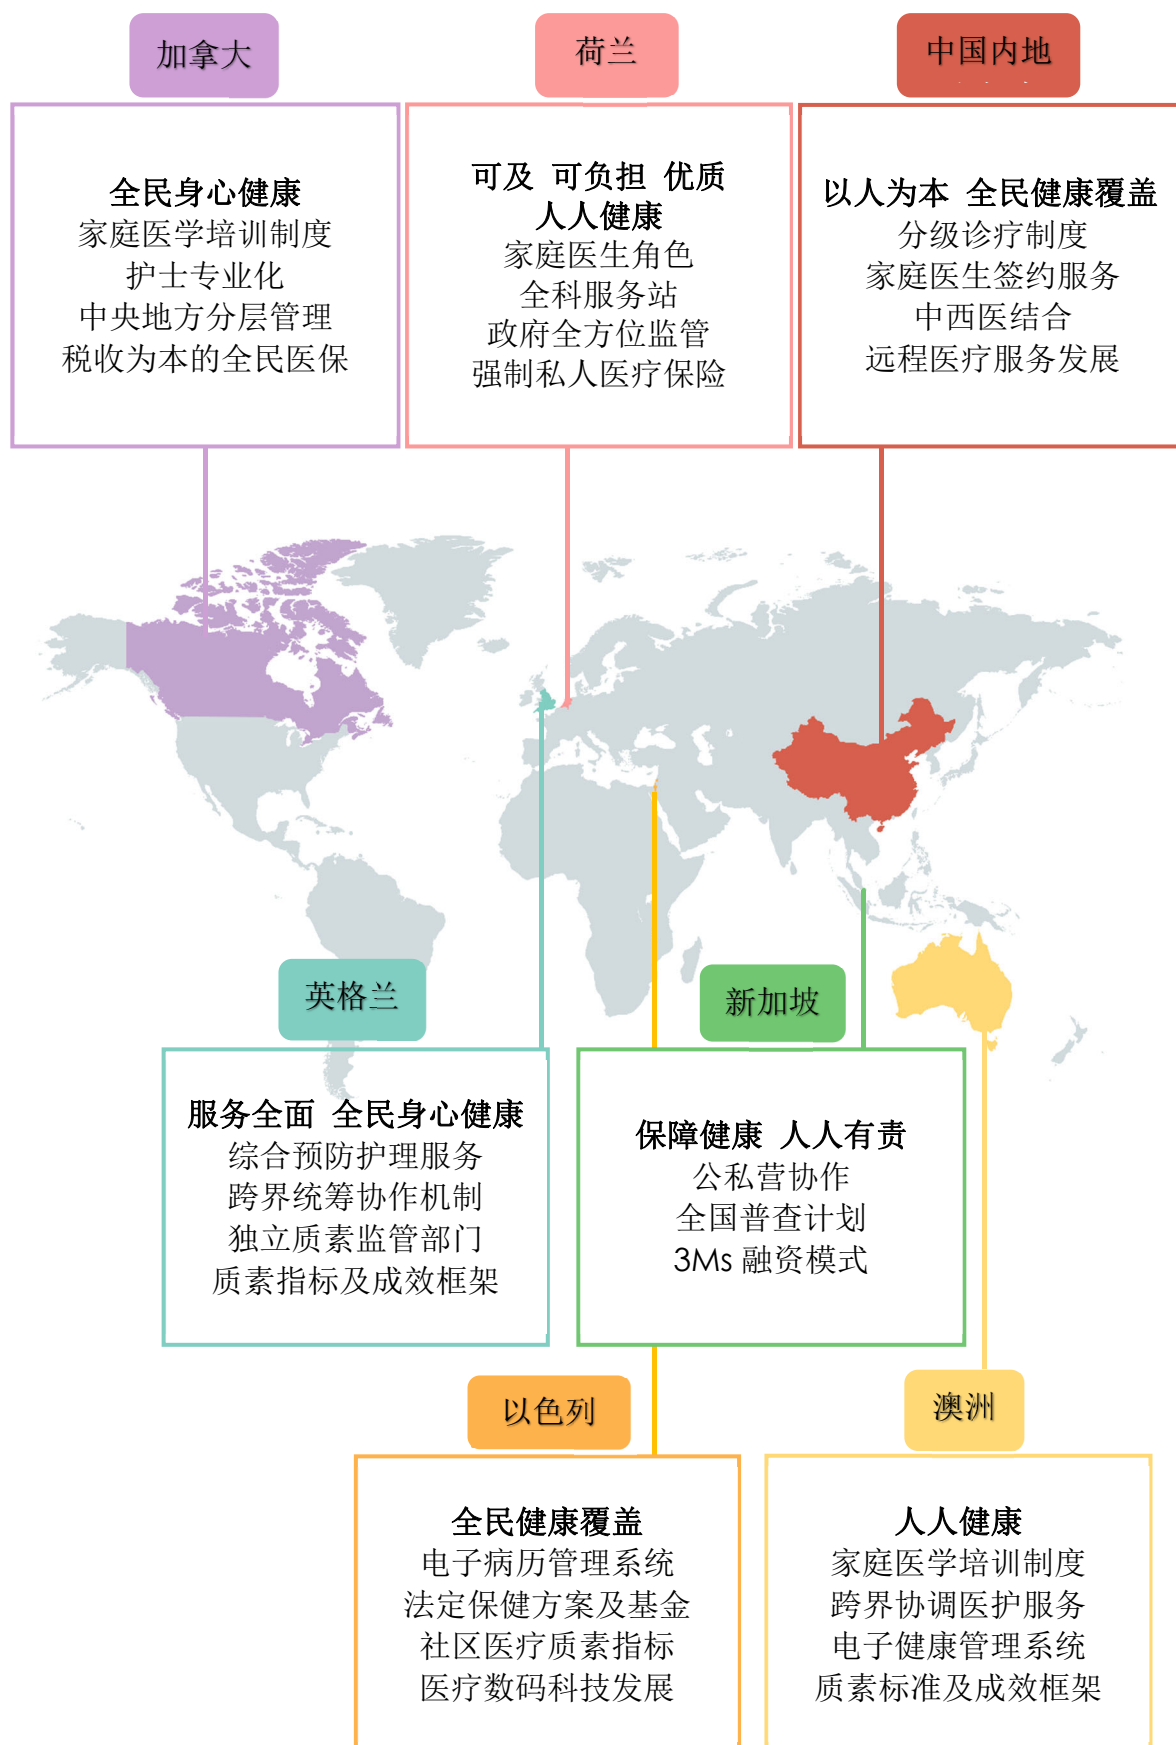 加拿大
全民身心健康
家庭医学培训制度
护士专业化
中央地方分层管理
税收为本的全民医保
荷兰
可及 可负担 优质
人人健康
家庭医生角色
全科服务站
政府全方位监管
强制私人医疗保险
中国内地
以人为本 全民健康覆盖
分级诊疗制度
家庭医生签约服务
中西医结合
远程医疗服务发展
英格兰
服务全面 全民身心健康
综合预防护理服务
跨界统筹协作机制
独立质素监管部门
质素指标及成效框架
新加坡
保障健康 人人有责
公私营协作
全国普查计划
3Ms 融资模式
以色列
全民健康覆盖
电子病历管理系统
法定保健方案及基金
社区医疗质素指标
医疗数码科技发展
澳洲
人人健康
家庭医学培训制度
跨界协调医护服务
电子健康管理系统
质素标准及成效框架